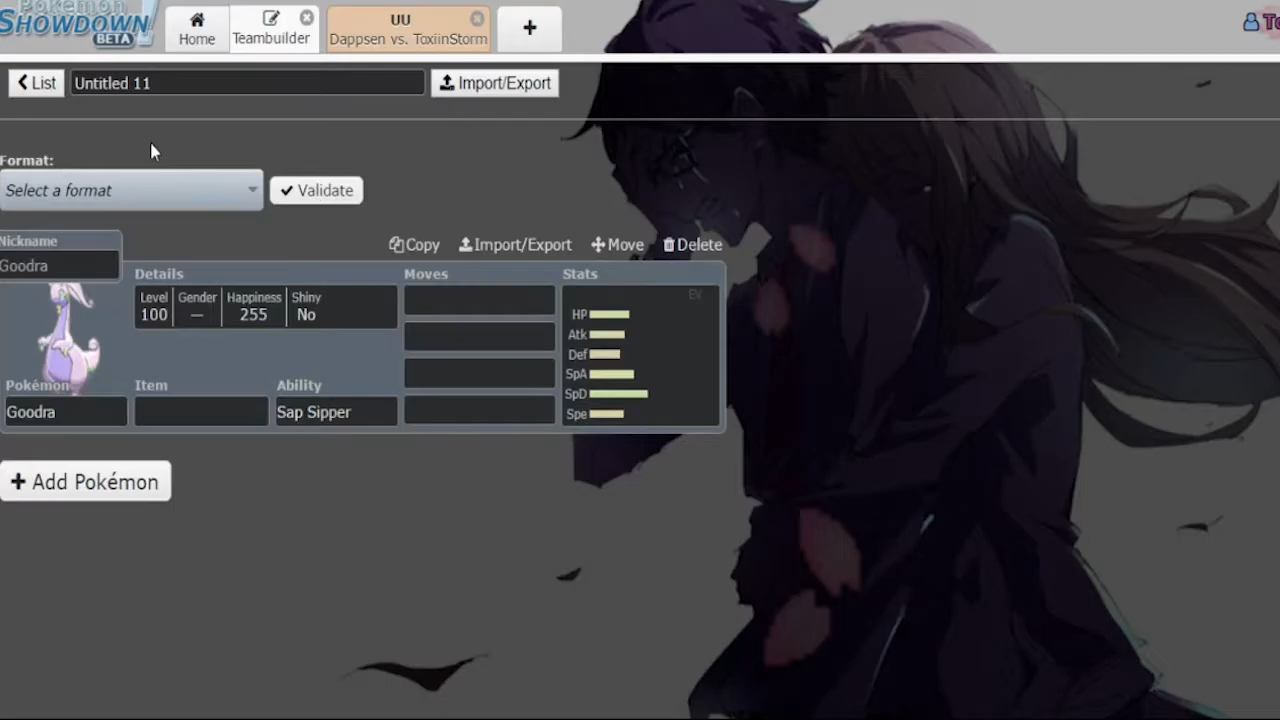 Pokémon
SHOWDOWN
BETA
Home
Teambuilder
UU
Dappsen vs. ToxiinStorm
+
To
List
Untitled 11
Import/Export
Format:
Select a format
Validate
Nickname
Goodra
Copy
Import/Export
Move
Delete
Details
Moves
Stats
Level
Gender
Happiness
Shiny
100
—
255
No
EV
HP
Atk
Def
SpA
SpD
Spe
Pokémon
Item
Ability
Goodra
Sap Sipper
+ Add Pokémon